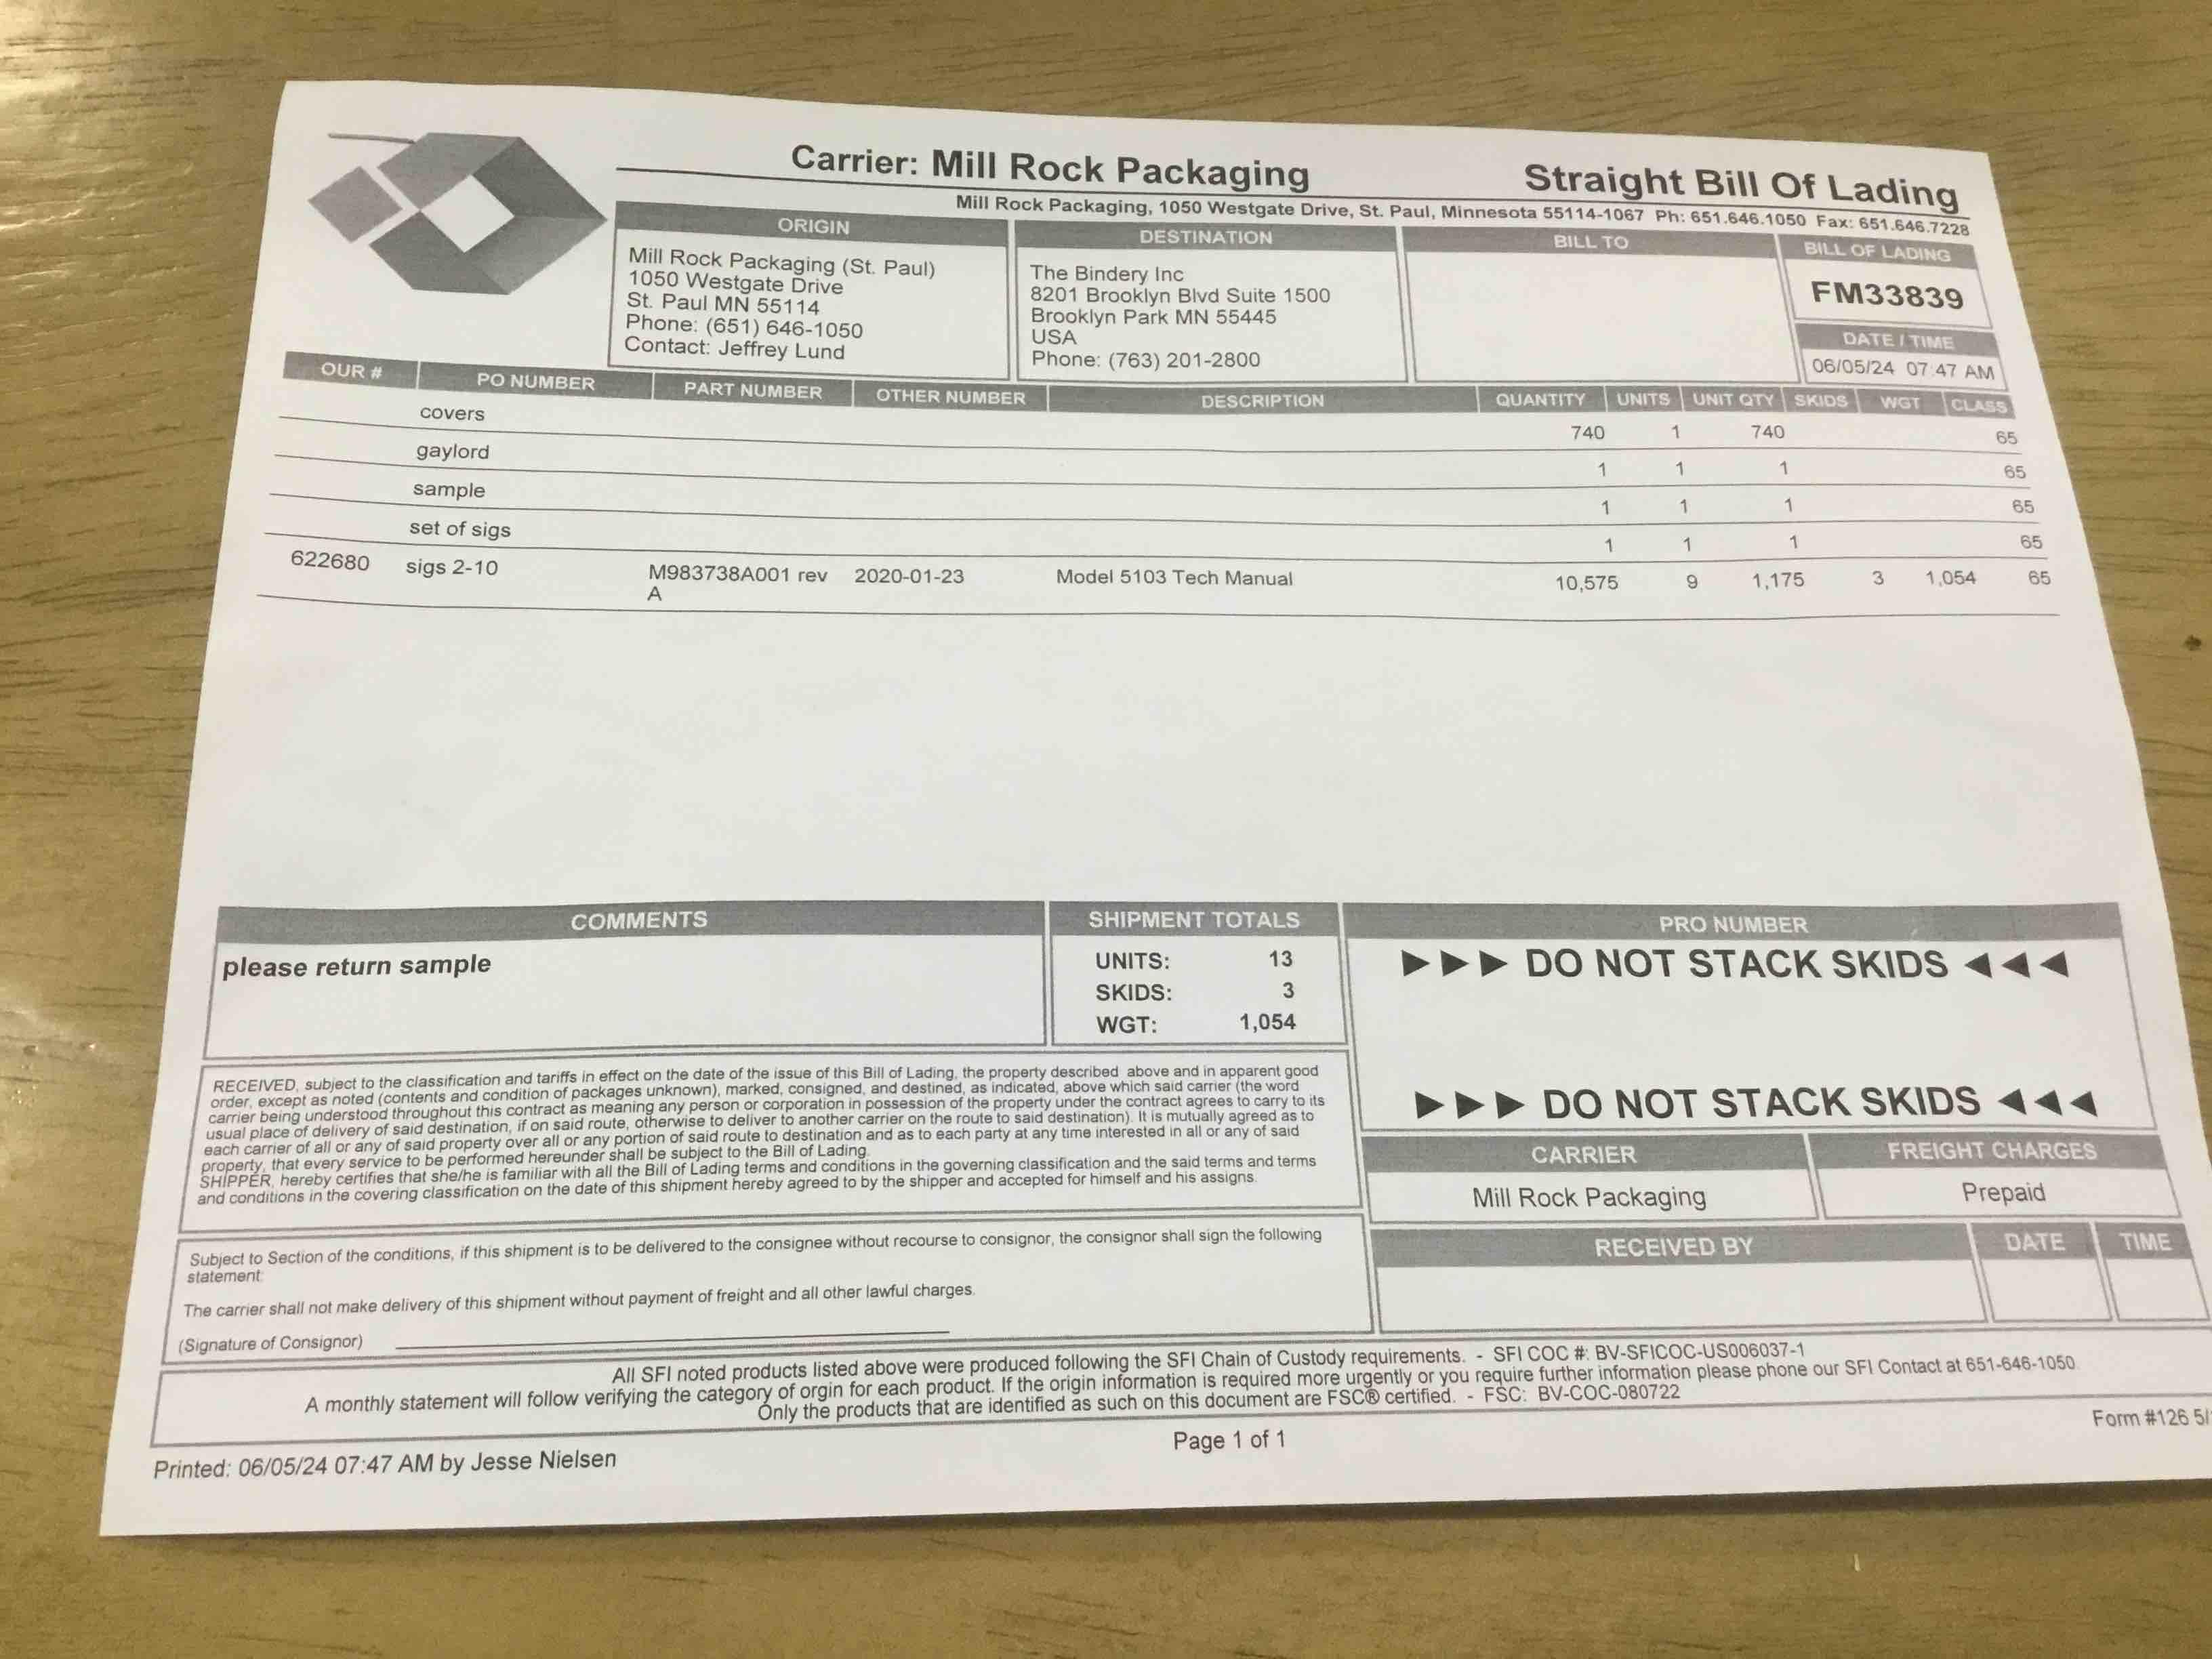 Carrier: Mill Rock Packaging
Straight Bill Of Lading
Mill Rock Packaging, 1050 Westgate Drive, St. Paul, Minnesota 55114-1067 Ph: 651.646.1050 Fax: 651.646.7228
ORIGIN
Mill Rock Packaging (St. Paul)
1050 Westgate Drive
St. Paul MN 55114
Phone: (651) 646-1050
Contact: Jeffrey Lund
DESTINATION
The Bindery Inc
8201 Brooklyn Blvd Suite 1500
Brooklyn Park MN 55445
USA
Phone: (763) 201-2800
BILL TO
BILL OF LADING
FM33839
DATE / TIME
06/05/24 07:47 AM
OUR # PO NUMBER PART NUMBER OTHER NUMBER DESCRIPTION QUANTITY UNITS UNIT QTY SKIDS WGT CLASS
covers 740 1 740 65
gaylord 1 1 1 65
sample 1 1 1 65
set of sigs 1 1 1 65
622680 sigs 2-10 M983738A001 rev 2020-01-23 Model 5103 Tech Manual 10,575 9 1,175 3 1,054 65
A
COMMENTS
please return sample
SHIPMENT TOTALS
UNITS: 13
SKIDS: 3
WGT: 1,054
PRO NUMBER
►►► DO NOT STACK SKIDS ◄◄◄
►►► DO NOT STACK SKIDS ◄◄◄
RECEIVED, subject to the classification and tariffs in effect on the date of the issue of this Bill of Lading, the property described above and in apparent good
order, except as noted (contents and condition of packages unknown), marked, consigned, and destined, as indicated, above which said carrier (the word
carrier being understood throughout this contract as meaning any person or corporation in possession of the property under the contract agrees to carry to its
usual place of delivery of said destination, if on said route, otherwise to deliver to another carrier on the route to said destination). It is mutually agreed as to
each carrier of all or any of said property over all or any portion of said route to destination and as to each party at any time interested in all or any of said
property, that every service to be performed hereunder shall be subject to the Bill of Lading.
SHIPPER, hereby certifies that she/he is familiar with all the Bill of Lading terms and conditions in the governing classification and the said terms and terms
and conditions in the covering classification on the date of this shipment hereby agreed to by the shipper and accepted for himself and his assigns.
CARRIER
Mill Rock Packaging
FREIGHT CHARGES
Prepaid
Subject to Section of the conditions, if this shipment is to be delivered to the consignee without recourse to consignor, the consignor shall sign the following
statement:
The carrier shall not make delivery of this shipment without payment of freight and all other lawful charges.
(Signature of Consignor)
RECEIVED BY
DATE
TIME
All SFI noted products listed above were produced following the SFI Chain of Custody requirements. - SFI COC #: BV-SFICOC-US006037-1
A monthly statement will follow verifying the category of orgin for each product. If the origin information is required more urgently or you require further information please phone our SFI Contact at 651-646-1050.
Only the products that are identified as such on this document are FSC® certified. - FSC: BV-COC-080722
Printed: 06/05/24 07:47 AM by Jesse Nielsen
Page 1 of 1
Form #126 5/